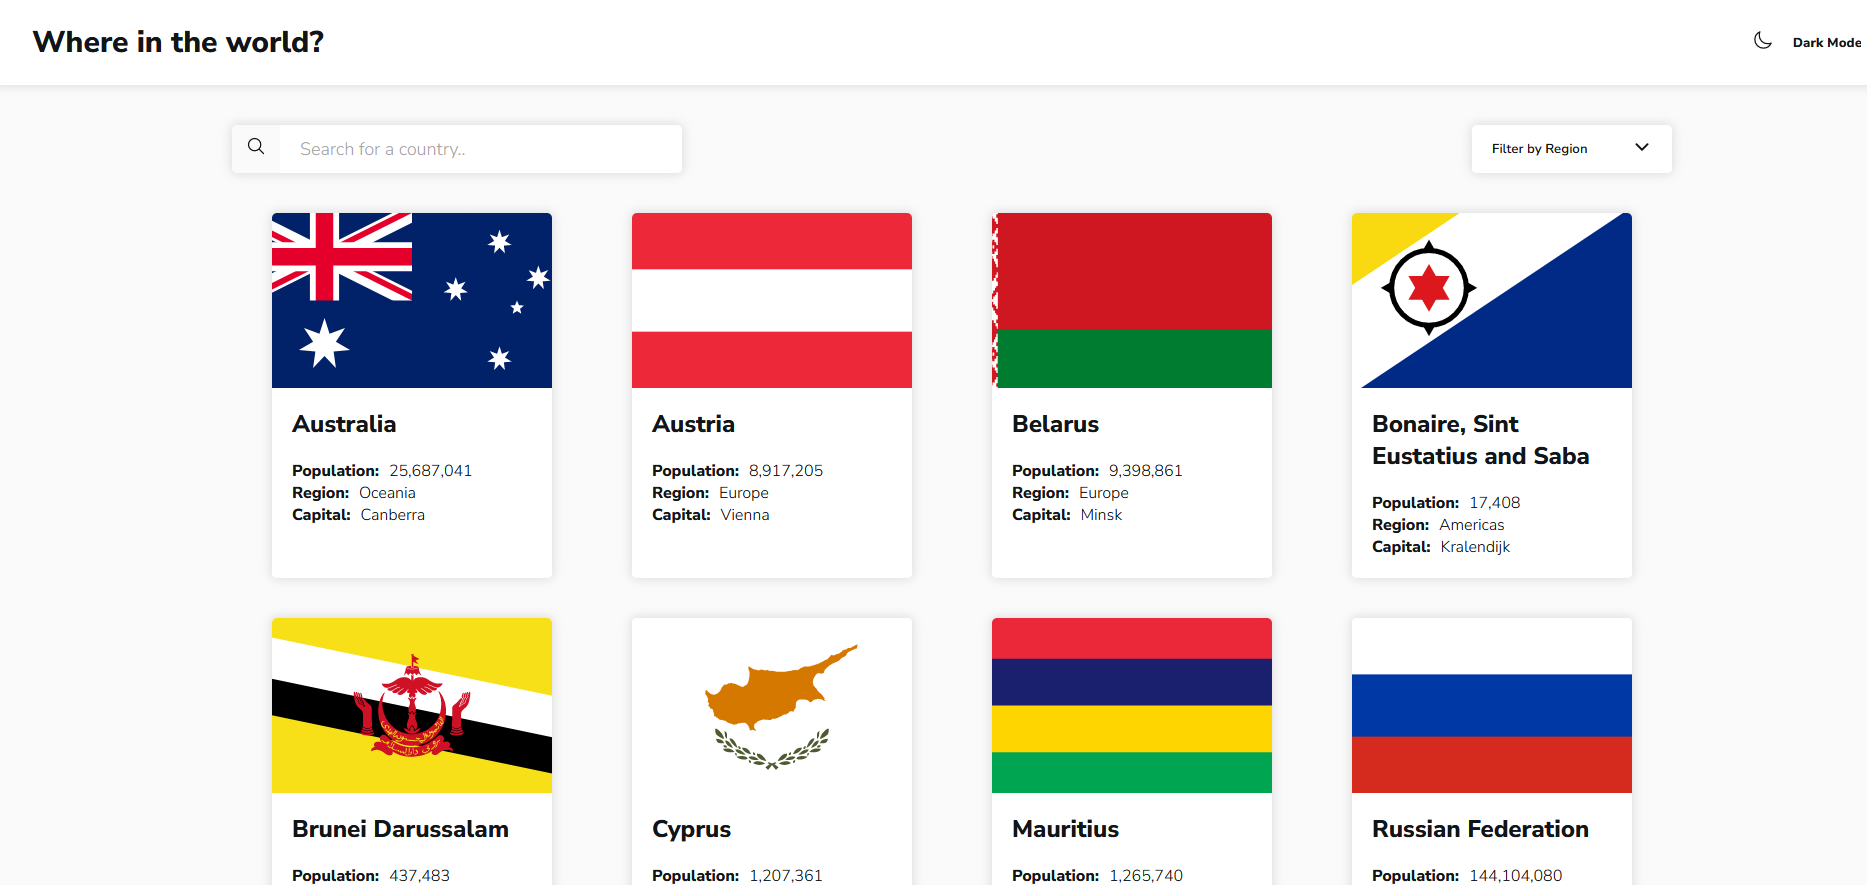 Where in the world?
Dark Mode
Search for a country..
Filter by Region
Australia
Population: 25,687,041
Region: Oceania
Capital: Canberra
Austria
Population: 8,917,205
Region: Europe
Capital: Vienna
Belarus
Population: 9,398,861
Region: Europe
Capital: Minsk
Bonaire, Sint
Eustatius and Saba
Population: 17,408
Region: Americas
Capital: Kralendijk
Brunei Darussalam
Population: 437,483
Cyprus
Population: 1,207,361
Mauritius
Population: 1,265,740
Russian Federation
Population: 144,104,080